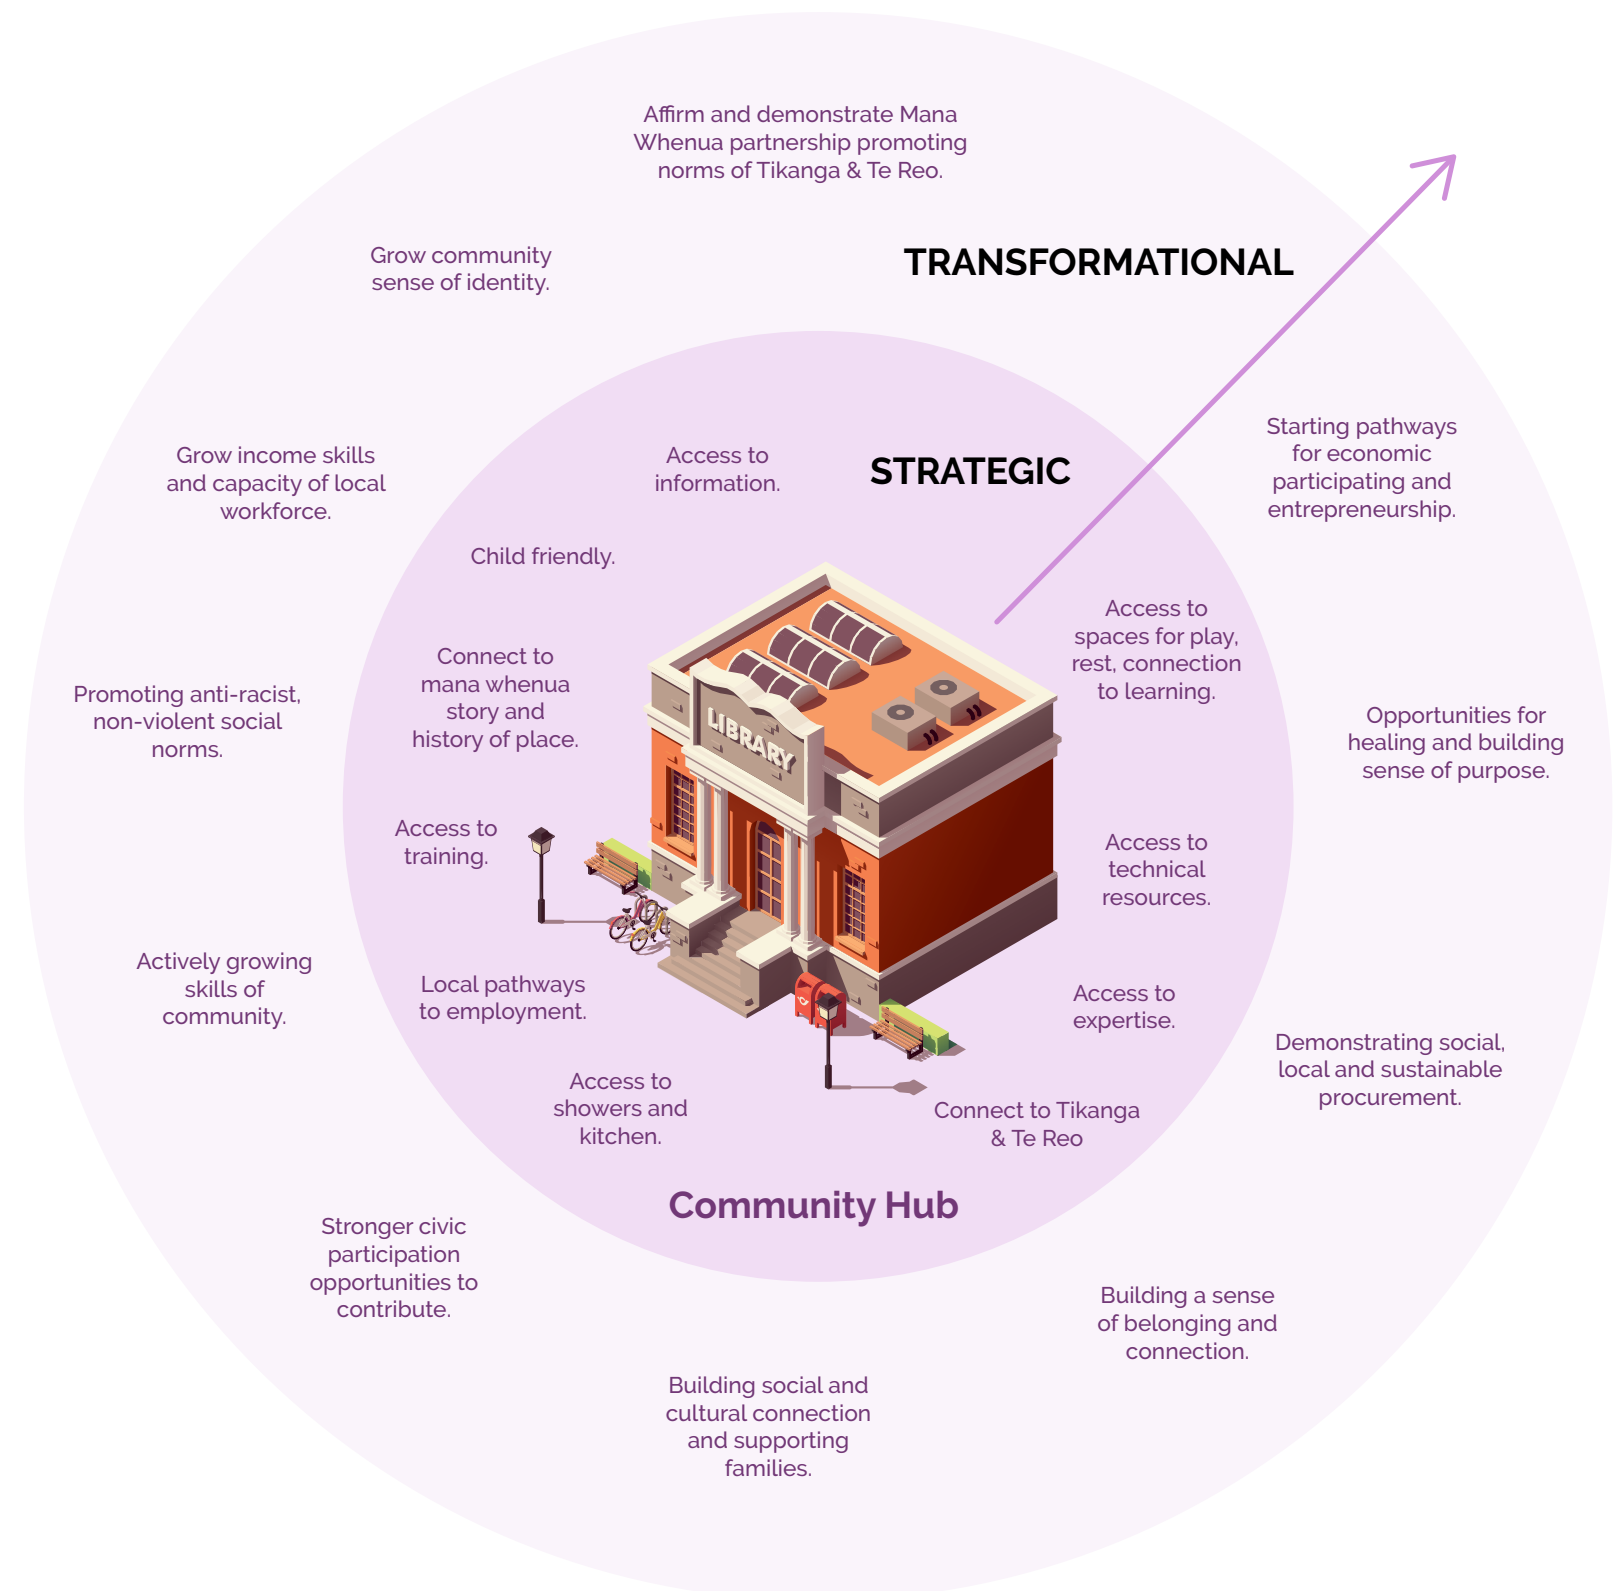 Affirm and demonstrate Mana
Whenua partnership promoting
norms of Tikanga & Te Reo.
Grow community
sense of identity.
TRANSFORMATIONAL
Starting pathways
for economic
participating and
entrepreneurship.
Grow income skills
and capacity of local
workforce.
Access to
information.
STRATEGIC
Child friendly.
Access to
spaces for play,
rest, connection
to learning.
Connect to
mana whenua
story and
history of place.
Promoting anti-racist,
non-violent social
norms.
Opportunities for
healing and building
sense of purpose.
LIBRARY
Access to
training.
Access to
technical
resources.
Actively growing
skills of
community.
Local pathways
to employment.
Access to
expertise.
Demonstrating social,
local and sustainable
procurement.
Access to
showers and
kitchen.
Connect to Tikanga
& Te Reo
Community Hub
Stronger civic
participation
opportunities to
contribute.
Building a sense
of belonging and
connection.
Building social and
cultural connection
and supporting
families.